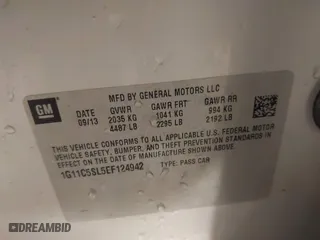 GM
MFD BY GENERAL MOTORS LLC
DATE GVWR GAWR FRT GAWR RR
09/13 2035 KG 1041 KG 994 KG
4487 LB 2295 LB 2192 LB
THIS VEHICLE CONFORMS TO ALL APPLICABLE U.S. FEDERAL MOTOR
VEHICLE SAFETY, BUMPER, AND THEFT PREVENTION STANDARDS
IN EFFECT ON THE DATE OF MANUFACTURE SHOWN ABOVE.
1G11C5SL5EF124942 TYPE: PASS CAR
DREAMBID